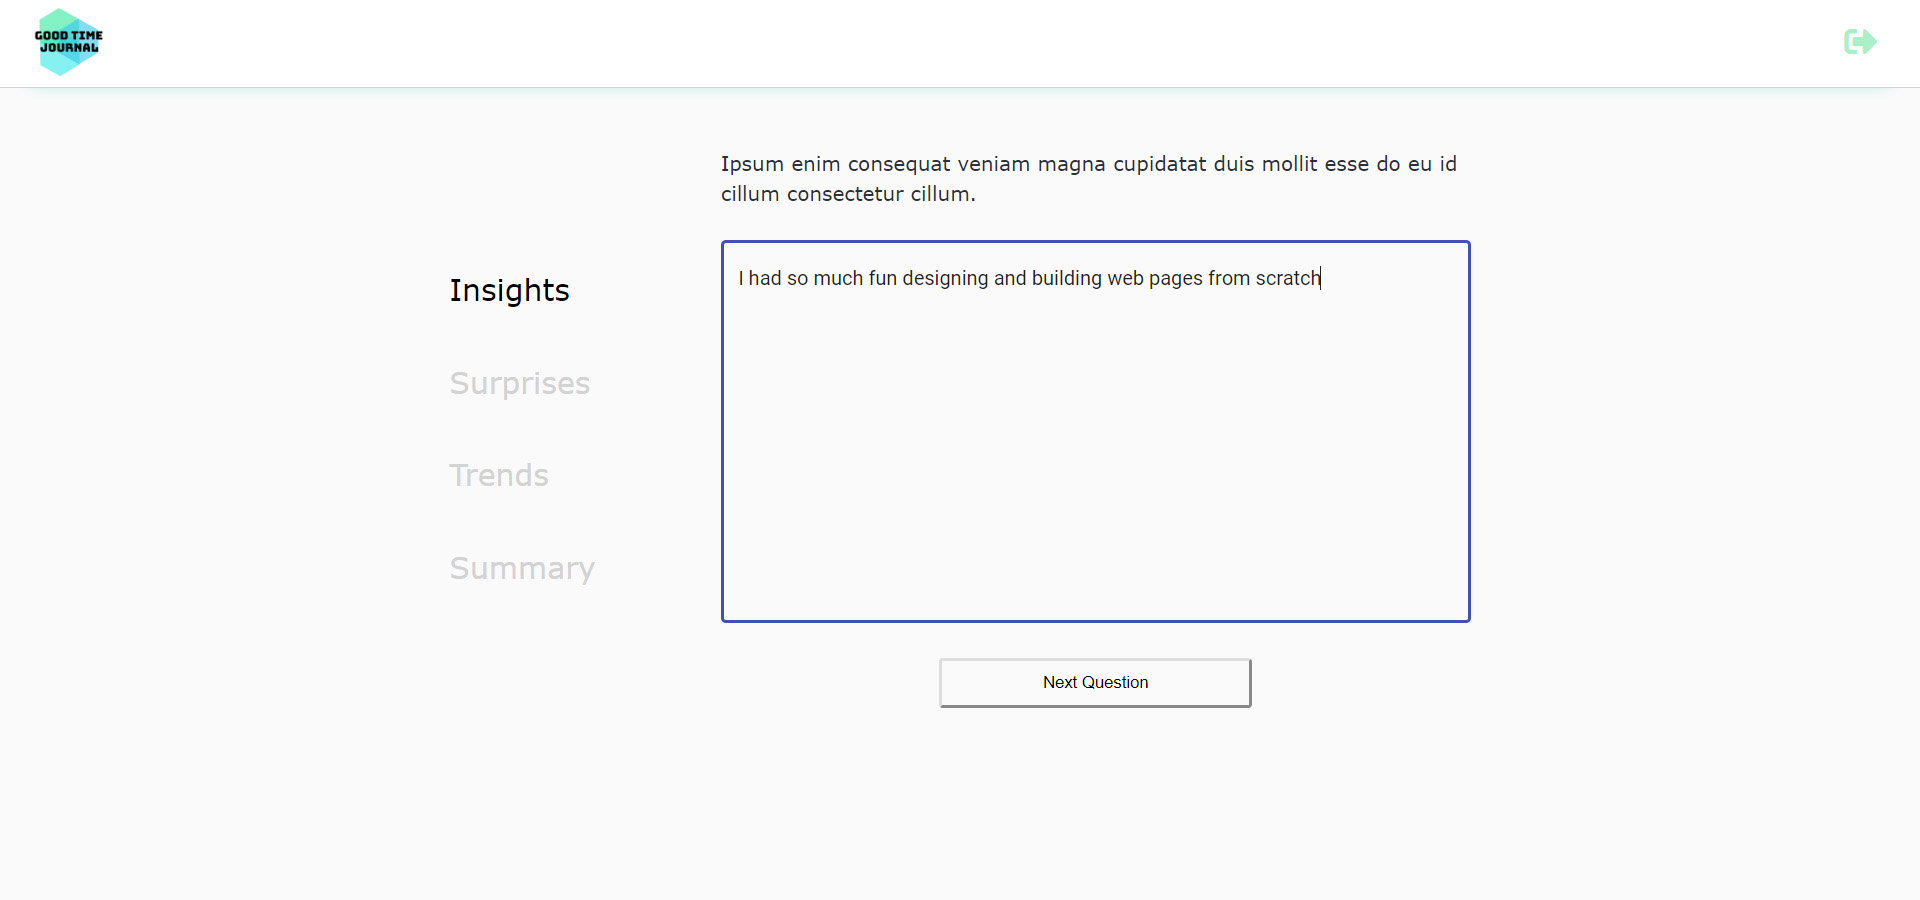 GOOD TIME
JOURNAL
Ipsum enim consequat veniam magna cupidatat duis mollit esse do eu id
cillum consectetur cillum.
Insights
Surprises
Trends
Summary
I had so much fun designing and building web pages from scratch
Next Question